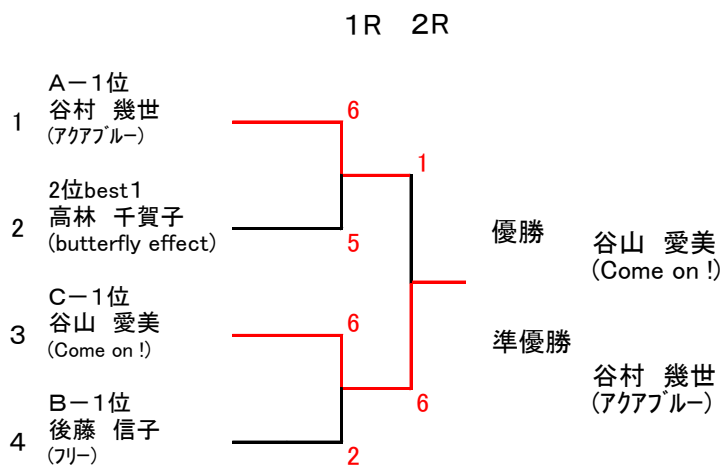 １Ｒ ２Ｒ
Ａ－１位
1 谷村 幾世
(ｱｸｱﾌﾞﾙｰ)
6
2位best１
2 高林 千賀子
(butterfly effect)
5
1
Ｃ－１位
3 谷山 愛美
(Come on !)
6
Ｂ－１位
4 後藤 信子
(ﾌﾘｰ)
2
6
優勝 谷山 愛美
(Come on !)
準優勝 谷村 幾世
(ｱｸｱﾌﾞﾙｰ)